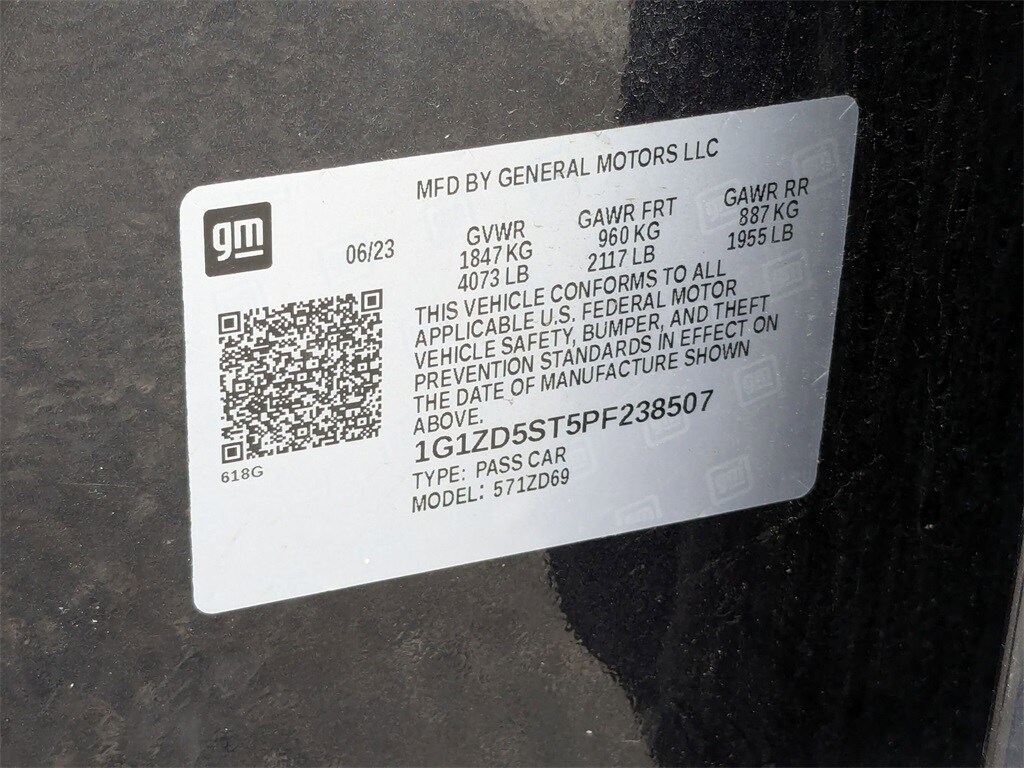 MFD BY GENERAL MOTORS LLC
gm
06/23
GVWR
1847 KG
4073 LB
GAWR FRT
960 KG
2117 LB
GAWR RR
887 KG
1955 LB
THIS VEHICLE CONFORMS TO ALL
APPLICABLE U.S. FEDERAL MOTOR
VEHICLE SAFETY, BUMPER, AND THEFT
PREVENTION STANDARDS IN EFFECT ON
THE DATE OF MANUFACTURE SHOWN
ABOVE.
1G1ZD5ST5PF238507
TYPE: PASS CAR
MODEL: 571ZD69
618G